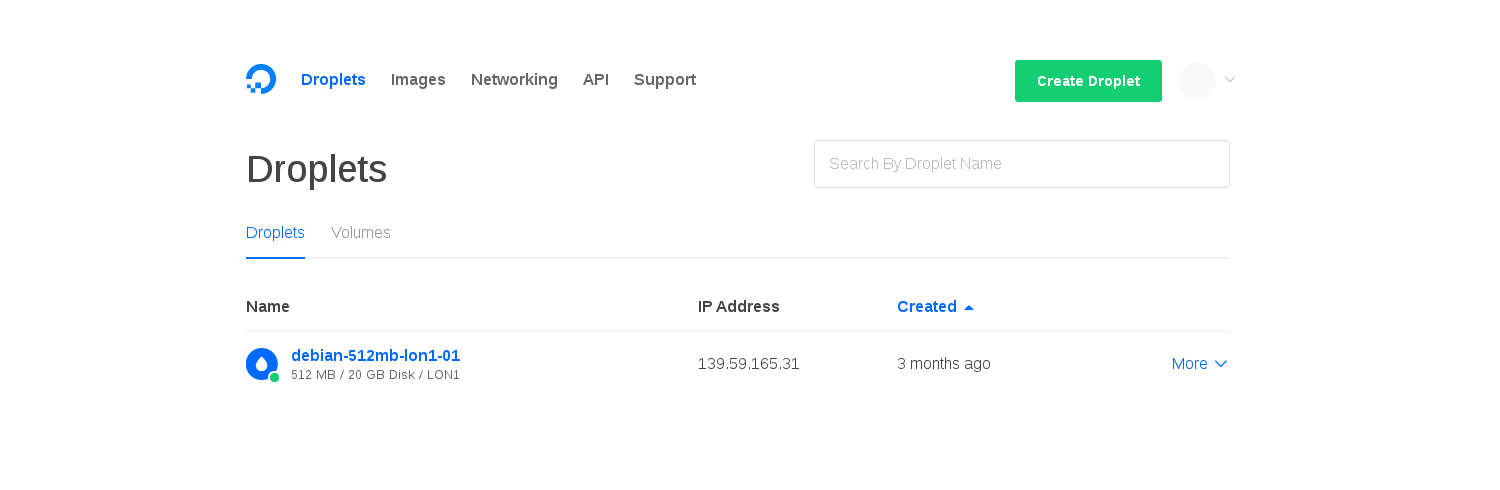 Droplets Images Networking API Support Create Droplet
Droplets
Search By Droplet Name
Droplets Volumes
Name IP Address Created
debian-512mb-lon1-01
512 MB / 20 GB Disk / LON1
139.59.165.31 3 months ago More